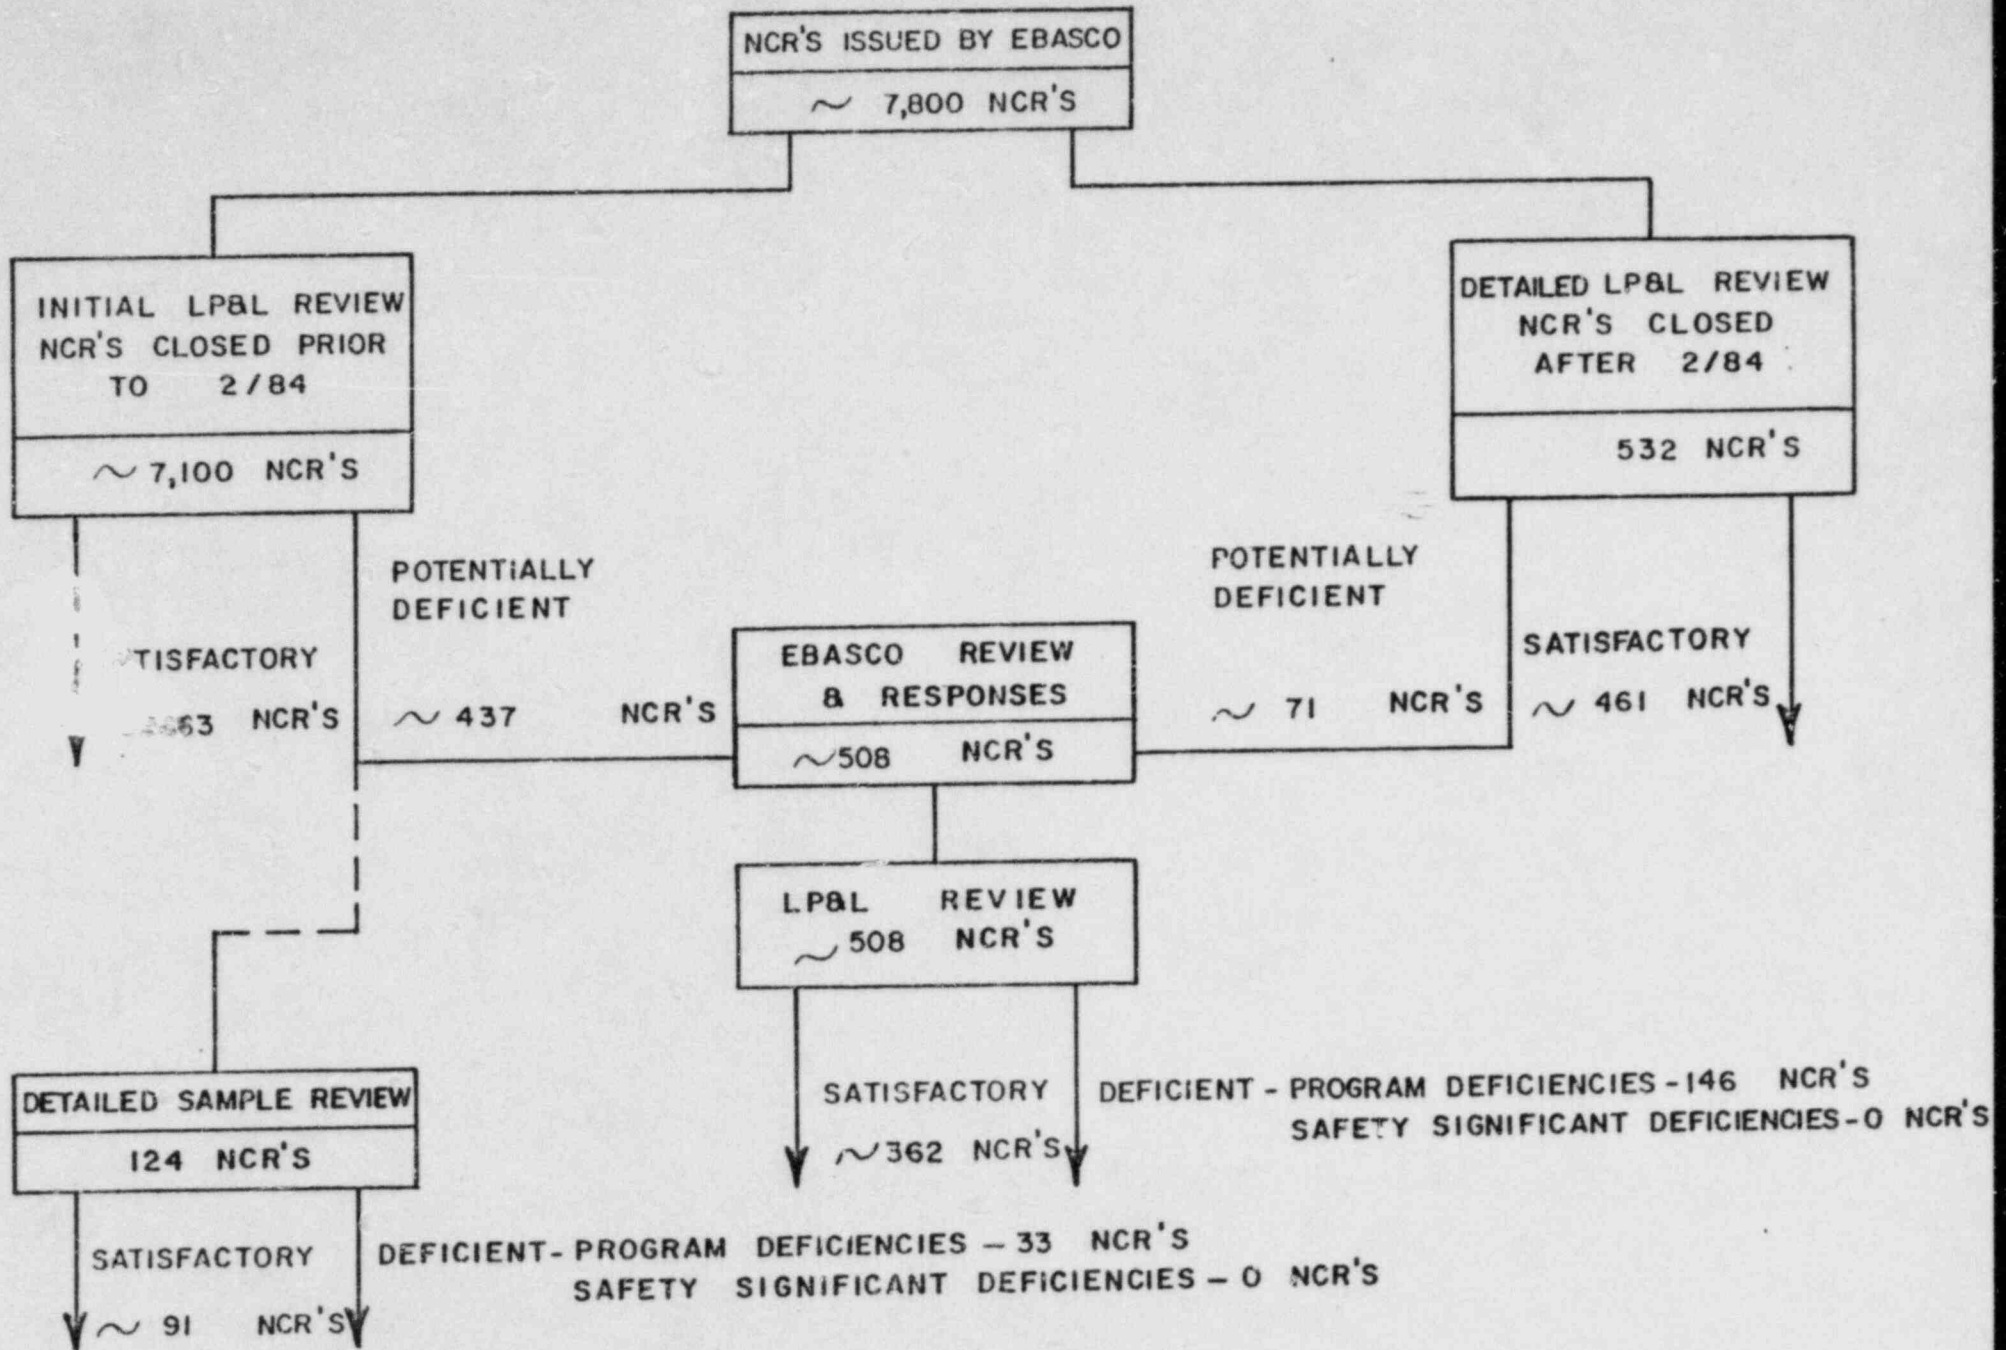 NCR'S ISSUED BY EBASCO
~ 7,800 NCR'S
INITIAL LP&L REVIEW
NCR'S CLOSED PRIOR
TO 2/84
~ 7,100 NCR'S
DETAILED LP&L REVIEW
NCR'S CLOSED
AFTER 2/84
532 NCR'S
POTENTIALLY
DEFICIENT
TISFACTORY
63 NCR'S
~ 437 NCR'S
EBASCO REVIEW
& RESPONSES
~508 NCR'S
POTENTIALLY
DEFICIENT
~ 71 NCR'S
SATISFACTORY
~ 461 NCR'S
LP&L REVIEW
~ 508 NCR'S
SATISFACTORY
~362 NCR'S
DEFICIENT - PROGRAM DEFICIENCIES - 146 NCR'S
SAFETY SIGNIFICANT DEFICIENCIES - 0 NCR'S
DETAILED SAMPLE REVIEW
124 NCR'S
SATISFACTORY
~ 91 NCR'S
DEFICIENT - PROGRAM DEFICIENCIES - 33 NCR'S
SAFETY SIGNIFICANT DEFICIENCIES - 0 NCR'S